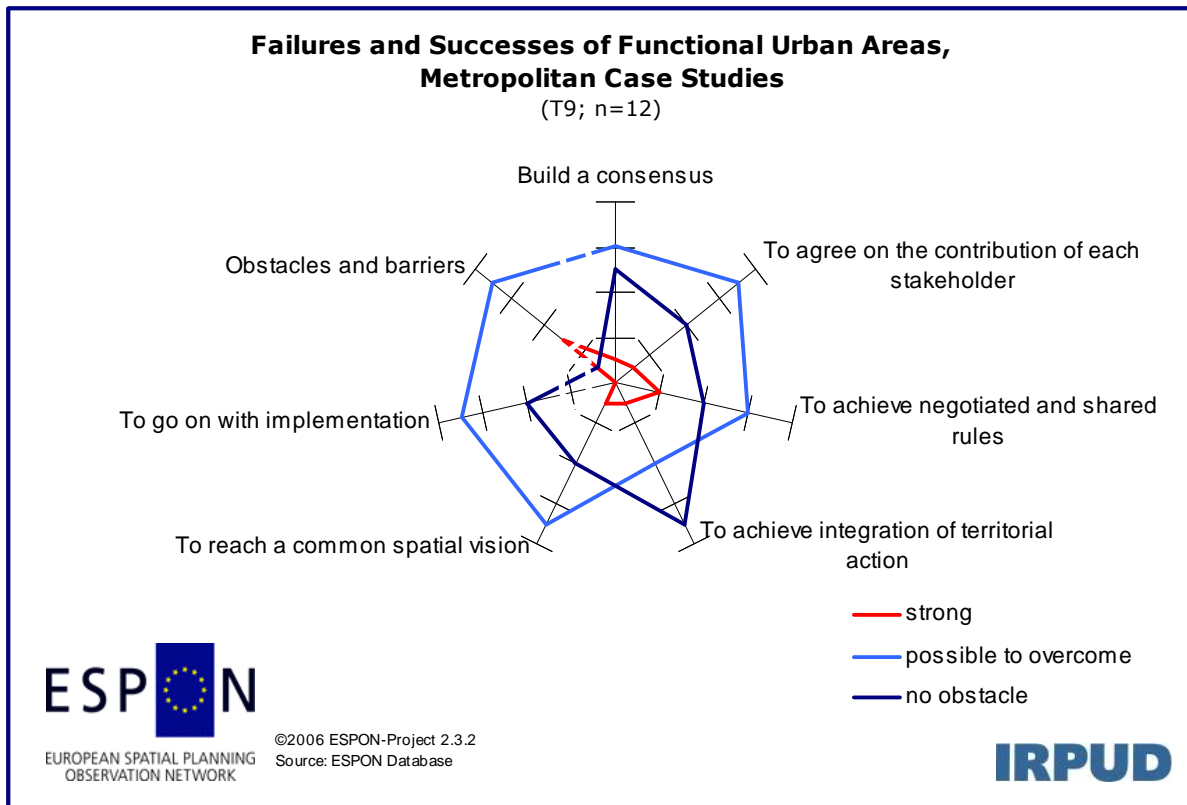 Failures and Successes of Functional Urban Areas,
Metropolitan Case Studies
(T9; n=12)
Build a consensus
To agree on the contribution of each
stakeholder
Obstacles and barriers
To achieve negotiated and shared
rules
To go on with implementation
To achieve integration of territorial
action
To reach a common spatial vision
strong
possible to overcome
no obstacle
ESPON
EUROPEAN SPATIAL PLANNING
OBSERVATION NETWORK
©2006 ESPON-Project 2.3.2
Source: ESPON Database
IRPUD